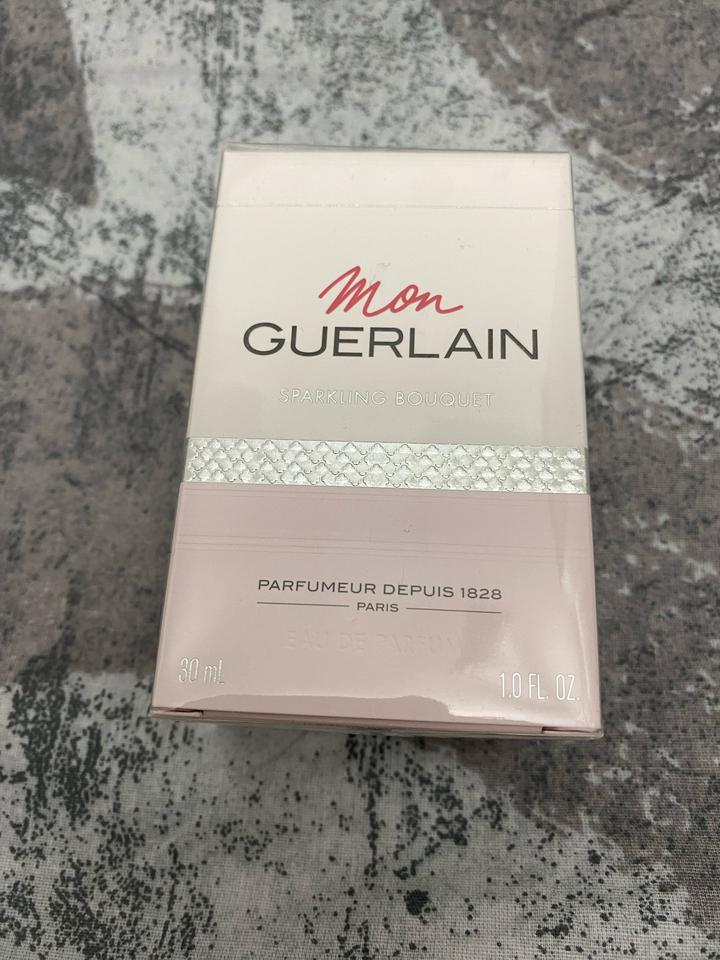 Mon
GUERLAIN
SPARKLING BOUQUET
PARFUMEUR DEPUIS 1828
PARIS
EAU DE PARFUM
30 mL
1.0 FL. OZ.